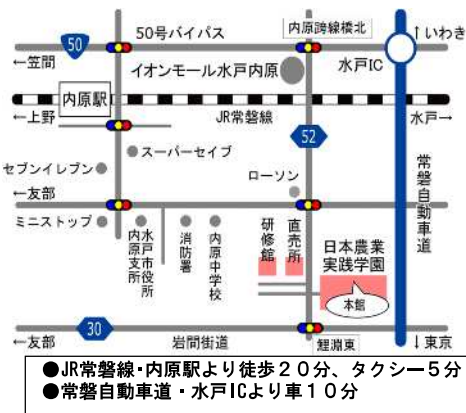 50号バイパス
内原跨線橋北
↑いわき
50
←笠間
イオンモール水戸内原
水戸IC
内原駅
←上野
JR常磐線
水戸→
52
スーパーセイブ
セブンイレブン
←友部
ローソン
常磐自動車道
ミニストップ
水戸市役所
内原支所
消防署
内原中学校
研修館
直売所
日本農業
実践学園
本館
30
←友部
岩間街道
鯉淵東
↓東京
●JR常磐線・内原駅より徒歩20分、タクシー5分
●常磐自動車道・水戸ICより車10分